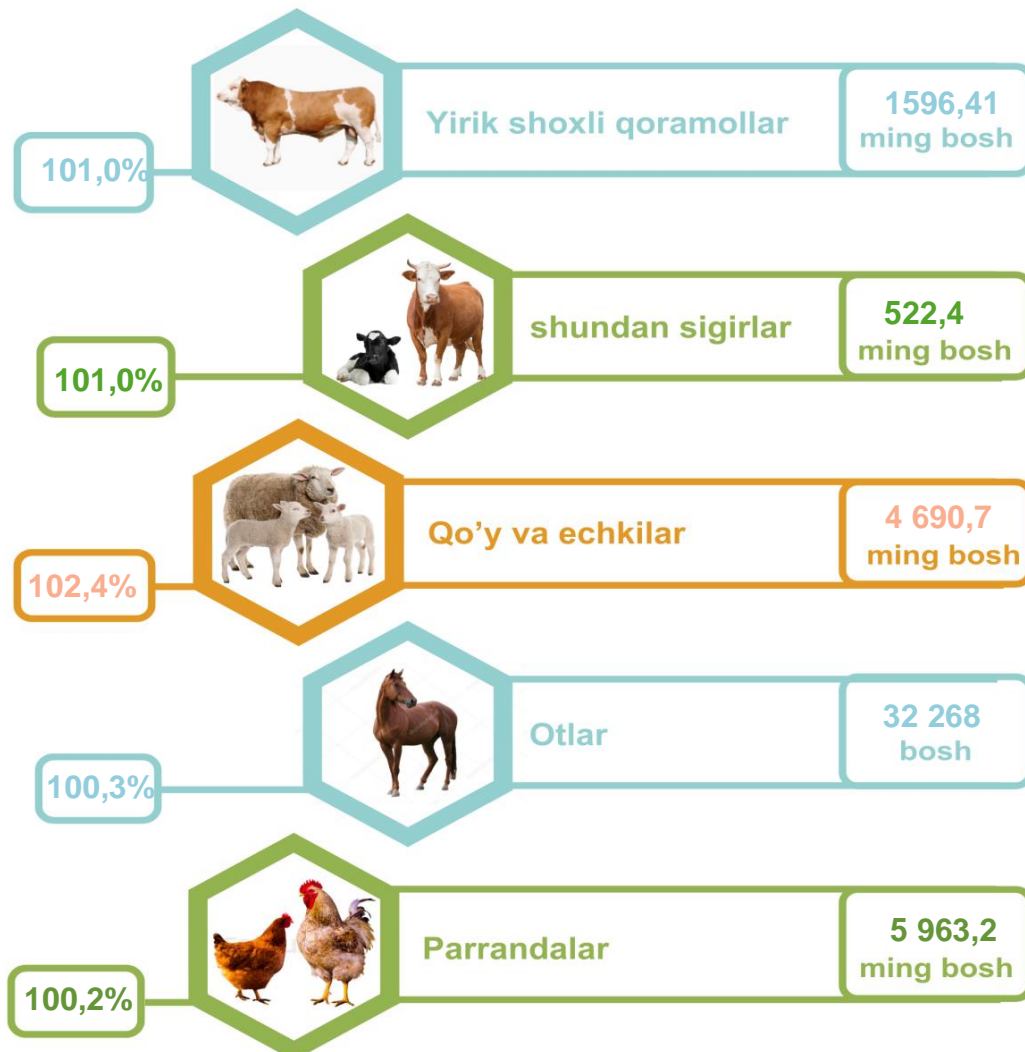 Yirik shoxli qoramollar
1596,41
ming bosh
101,0%
shundan sigirlar
522,4
ming bosh
101,0%
Qo’y va echkilar
4 690,7
ming bosh
102,4%
Otlar
32 268
bosh
100,3%
Parrandalar
5 963,2
ming bosh
100,2%